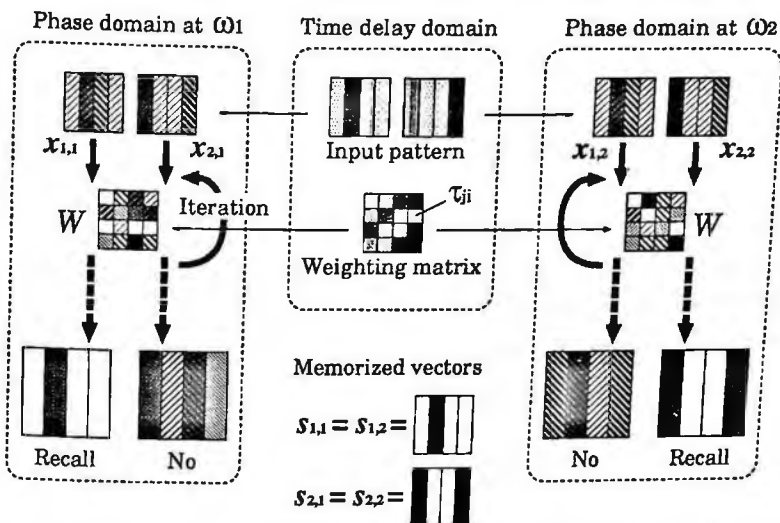 Phase domain at ω1
Time delay domain
Phase domain at ω2
x1,1
x2,1
Input pattern
x1,2
x2,2
W
Iteration
τji
W
Weighting matrix
Memorized vectors
s1,1 = s1,2 =
Recall
No
No
Recall
s2,1 = s2,2 =